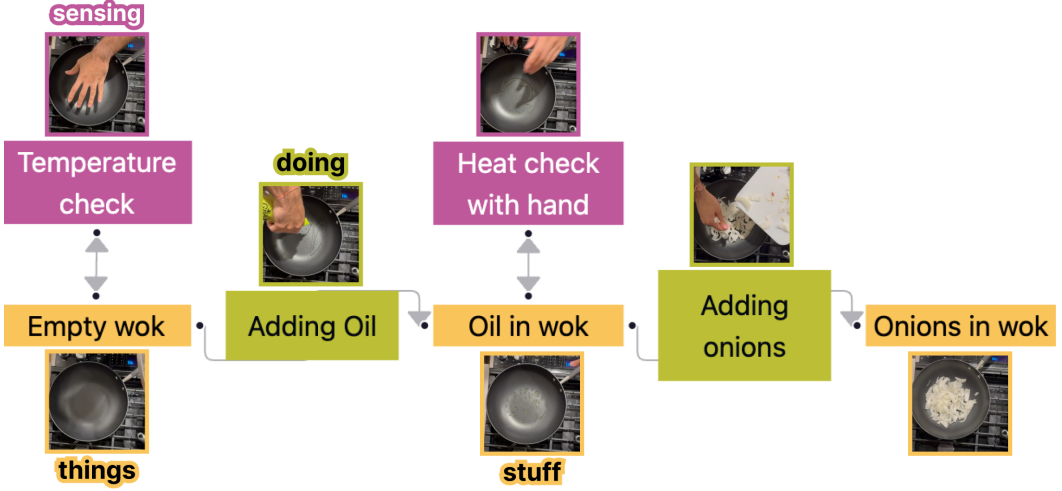 sensing
Temperature
check
doing
Heat check
with hand
Empty wok
Adding Oil
Oil in wok
Adding
onions
Onions in wok
things
stuff